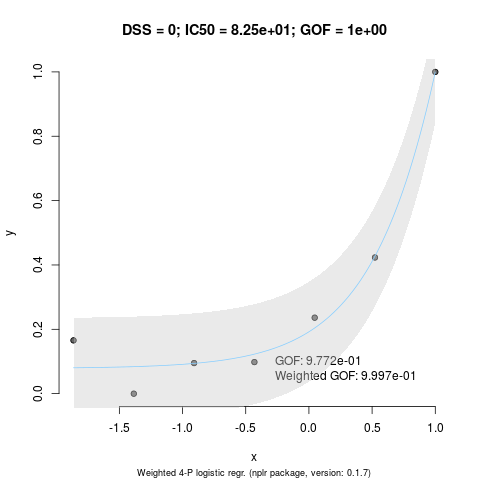 DSS = 0; IC50 = 8.25e+01; GOF = 1e+00
1.0
0.8
0.6
y
0.4
0.2
0.0
GOF: 9.772e-01
Weighted GOF: 9.997e-01
-1.5 -1.0 -0.5 0.0 0.5 1.0
x
Weighted 4-P logistic regr. (nplr package, version: 0.1.7)